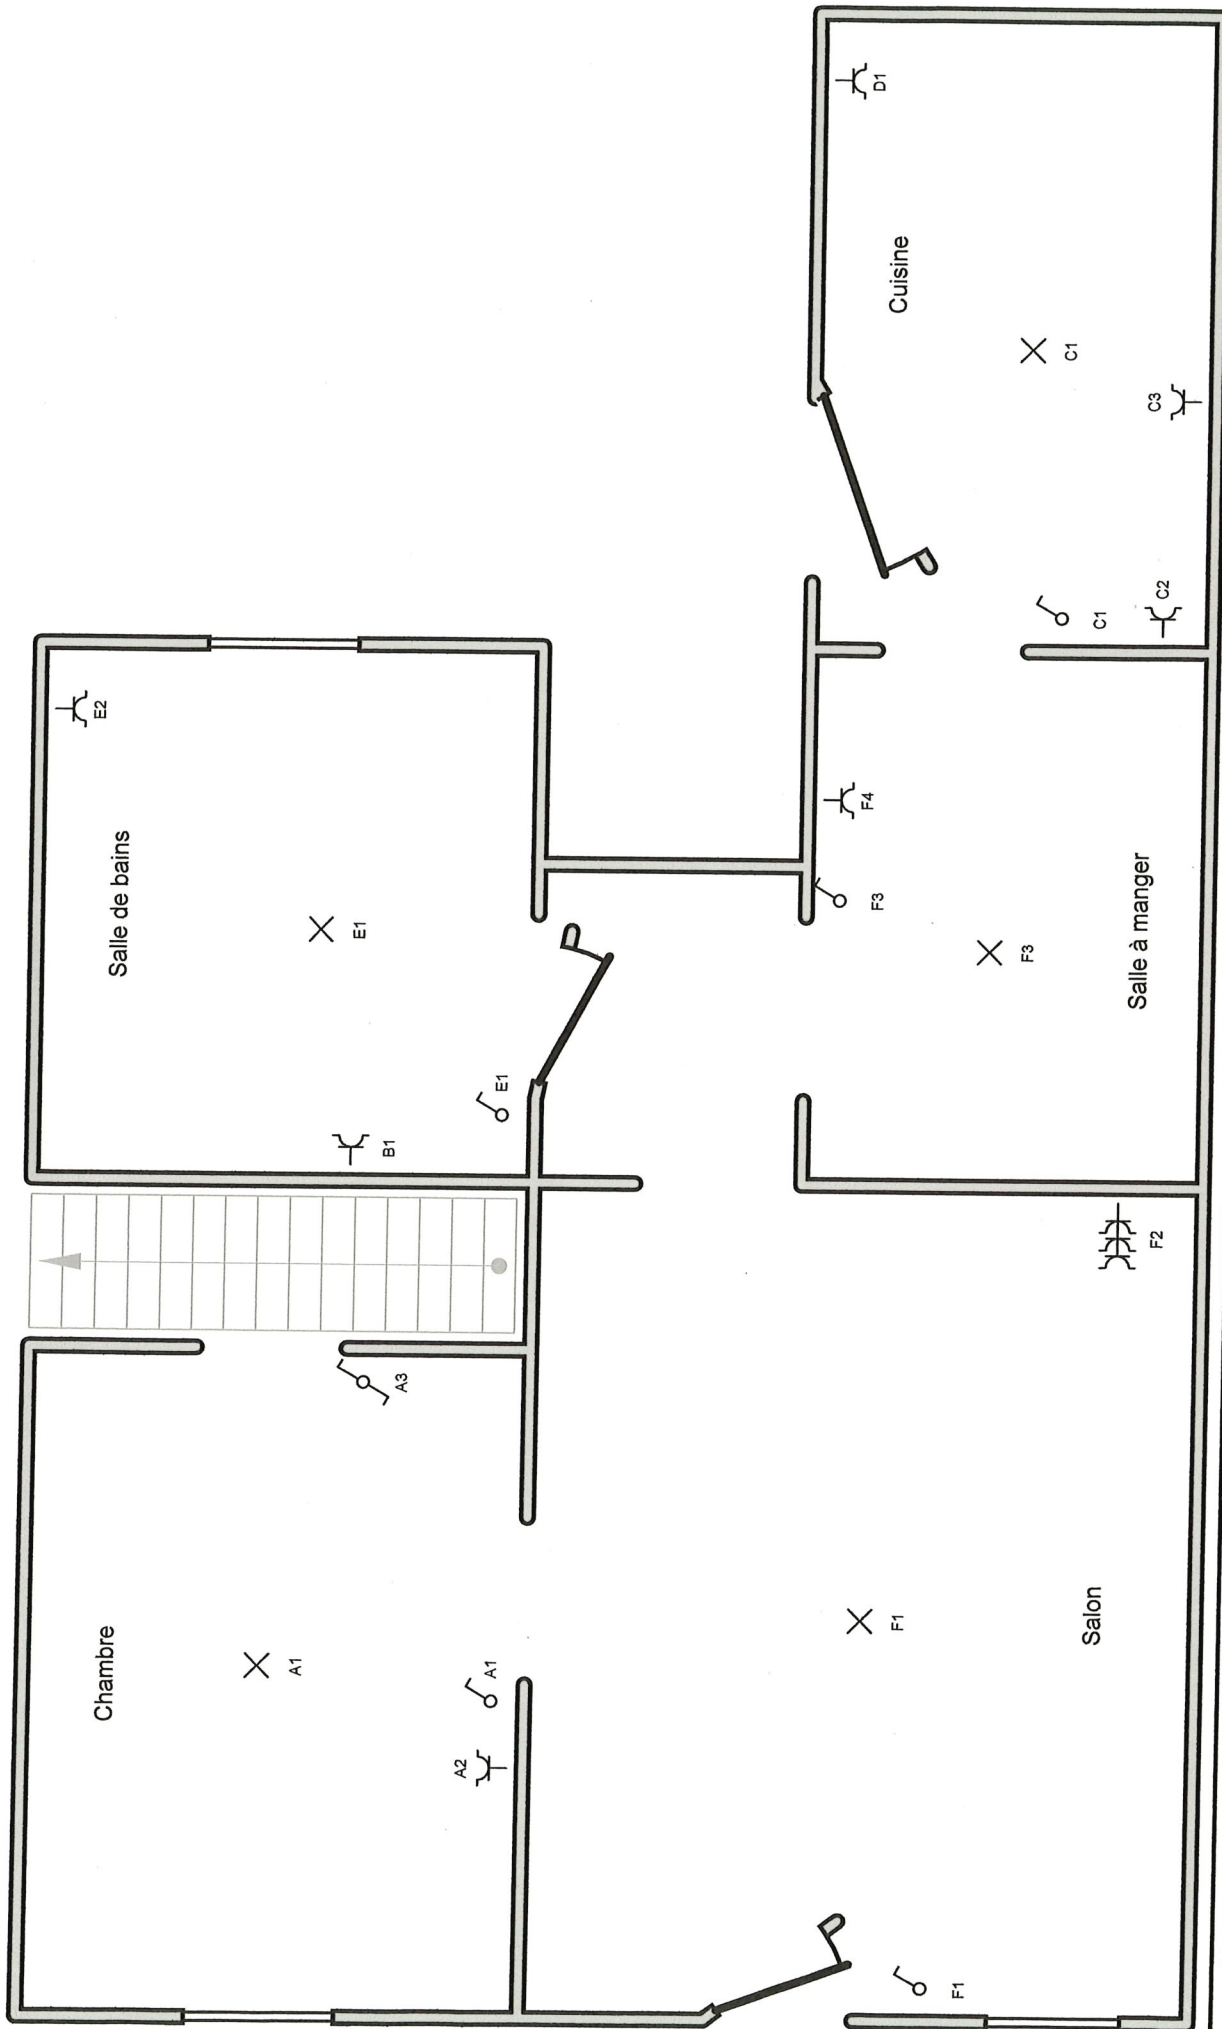 Chambre
A1
A1
A2
A3
Salle de bains
E1
E1
E2
B1
Salon
F1
F1
F2
Salle à manger
F3
F3
F4
Cuisine
C1
C1
C2
C3
D1